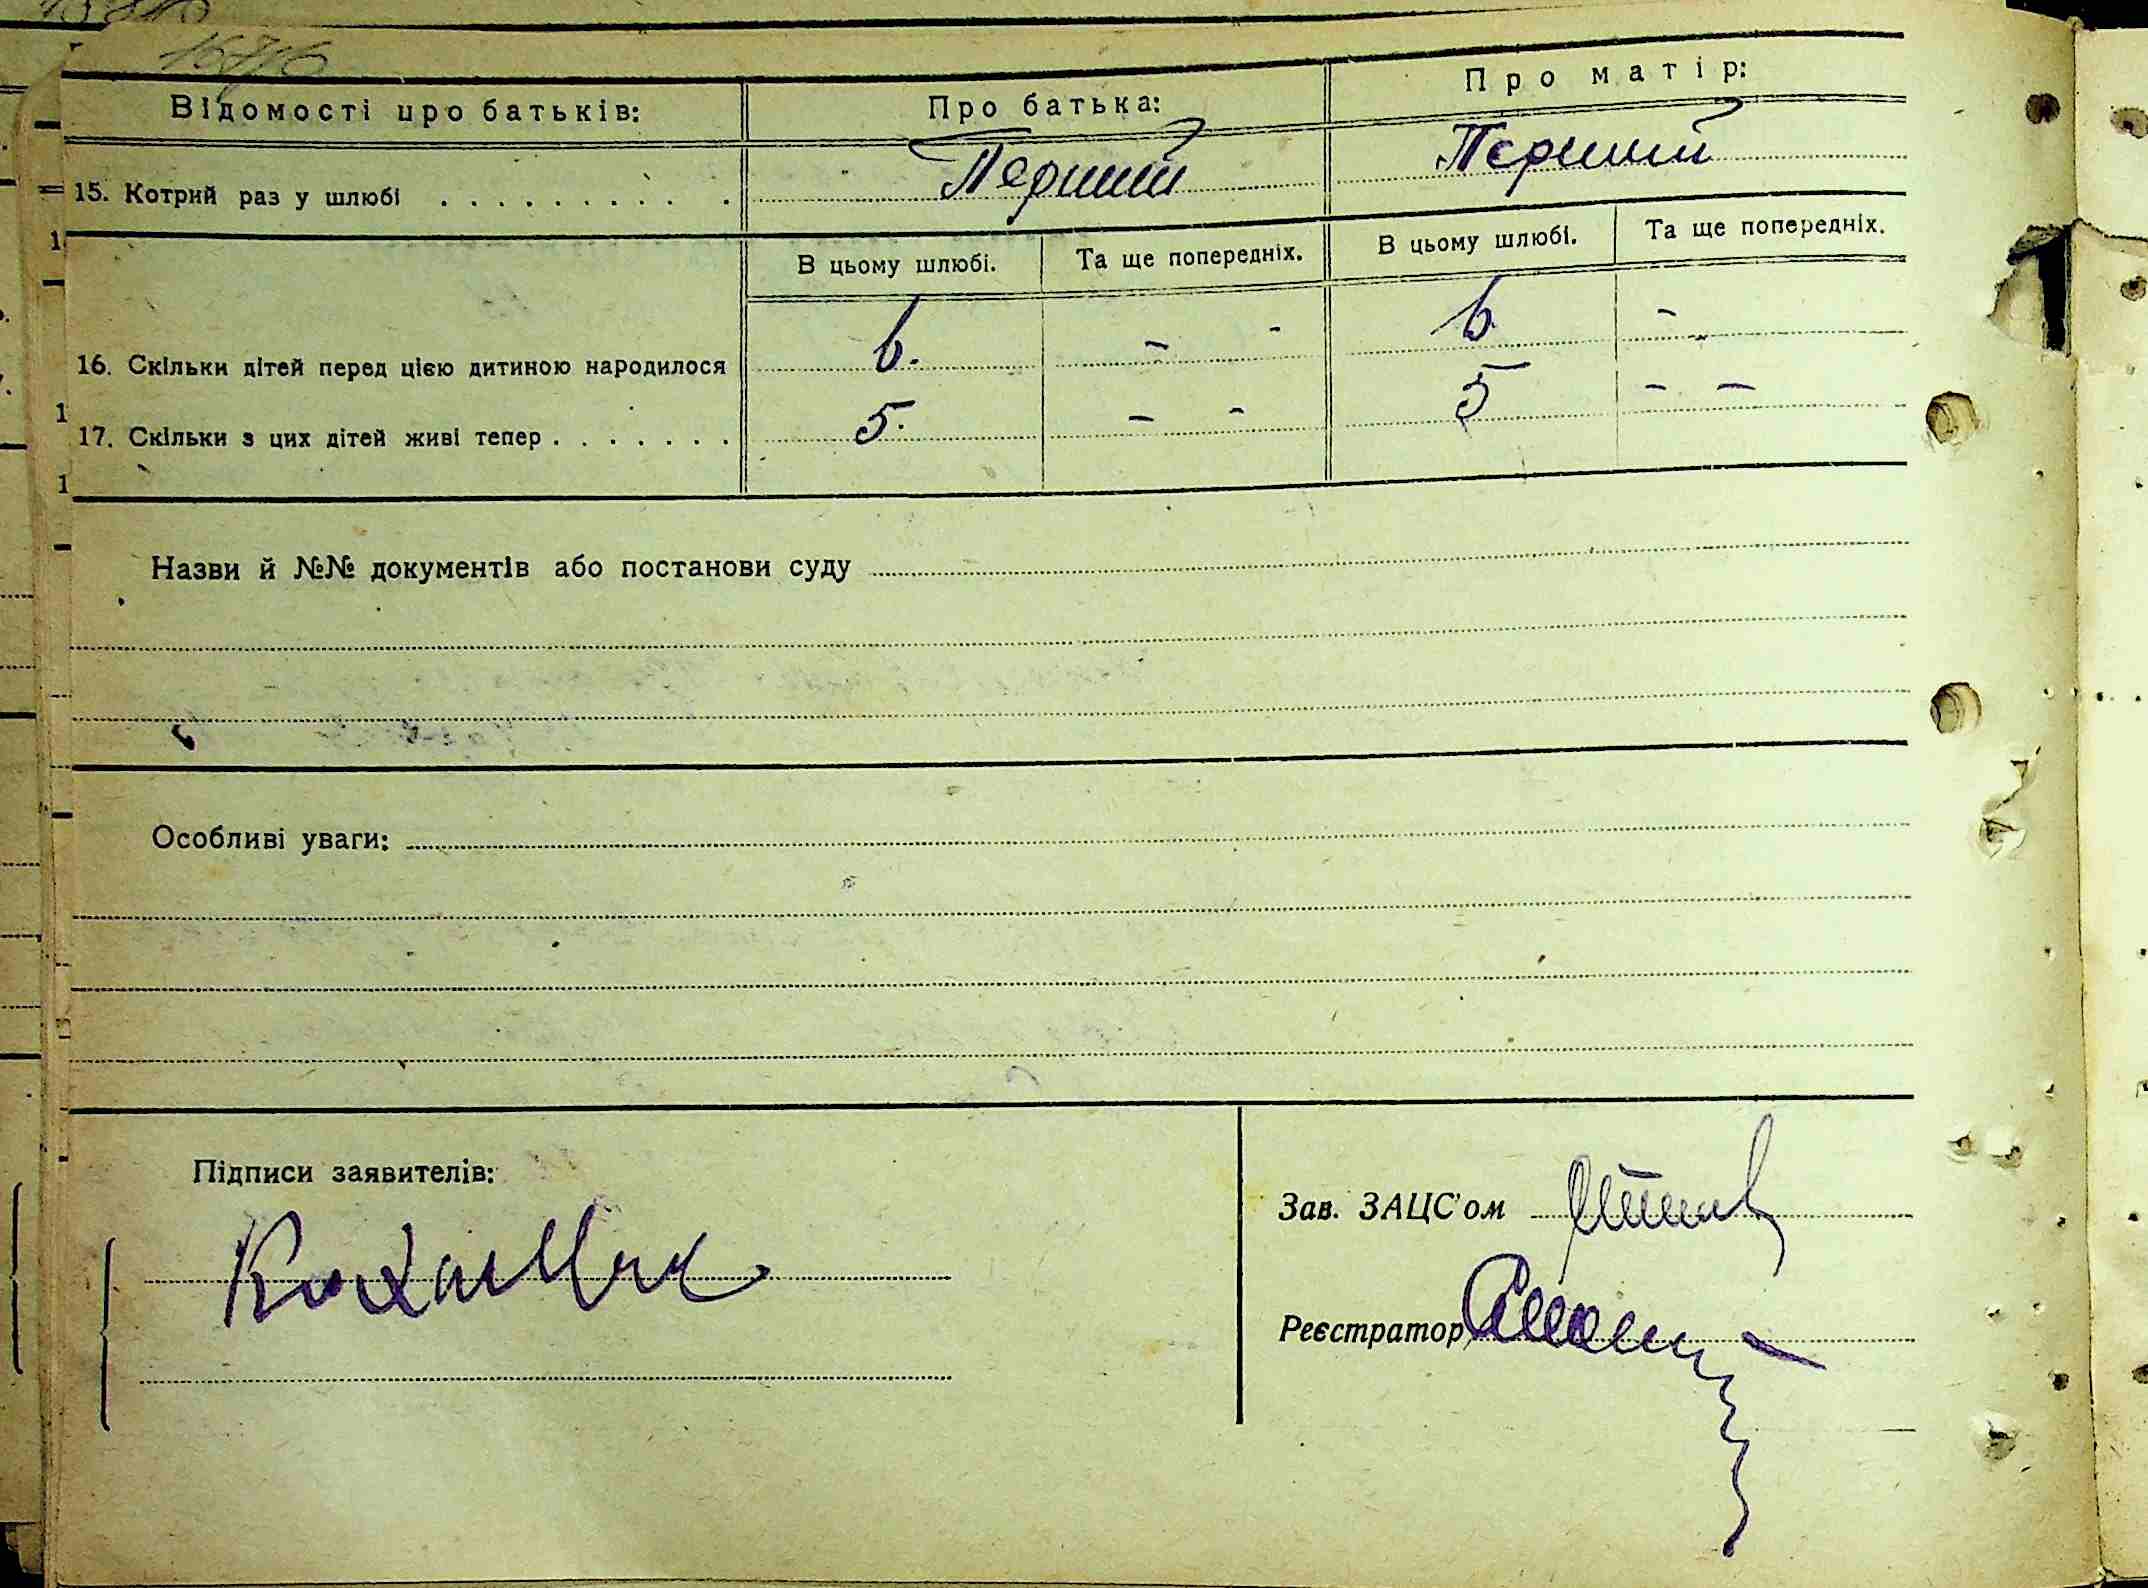 Відомості про батьків:
Про батька:
Про матір:
15. Котрий раз у шлюбі . . . . . . . . . .
Перший
Перший
В цьому шлюбі.
Та ще попередніх.
В цьому шлюбі.
Та ще попередніх.
16. Скільки дітей перед цією дитиною народилося
6.
-
-
6.
-
-
17. Скільки з цих дітей живі тепер . . . . . . .
5.
-
-
5
-
-
Назви й №№ документів або постанови суду
Особливі уваги:
Підписи заявителів:
Зав. ЗАЦС'ом
Реєстратор